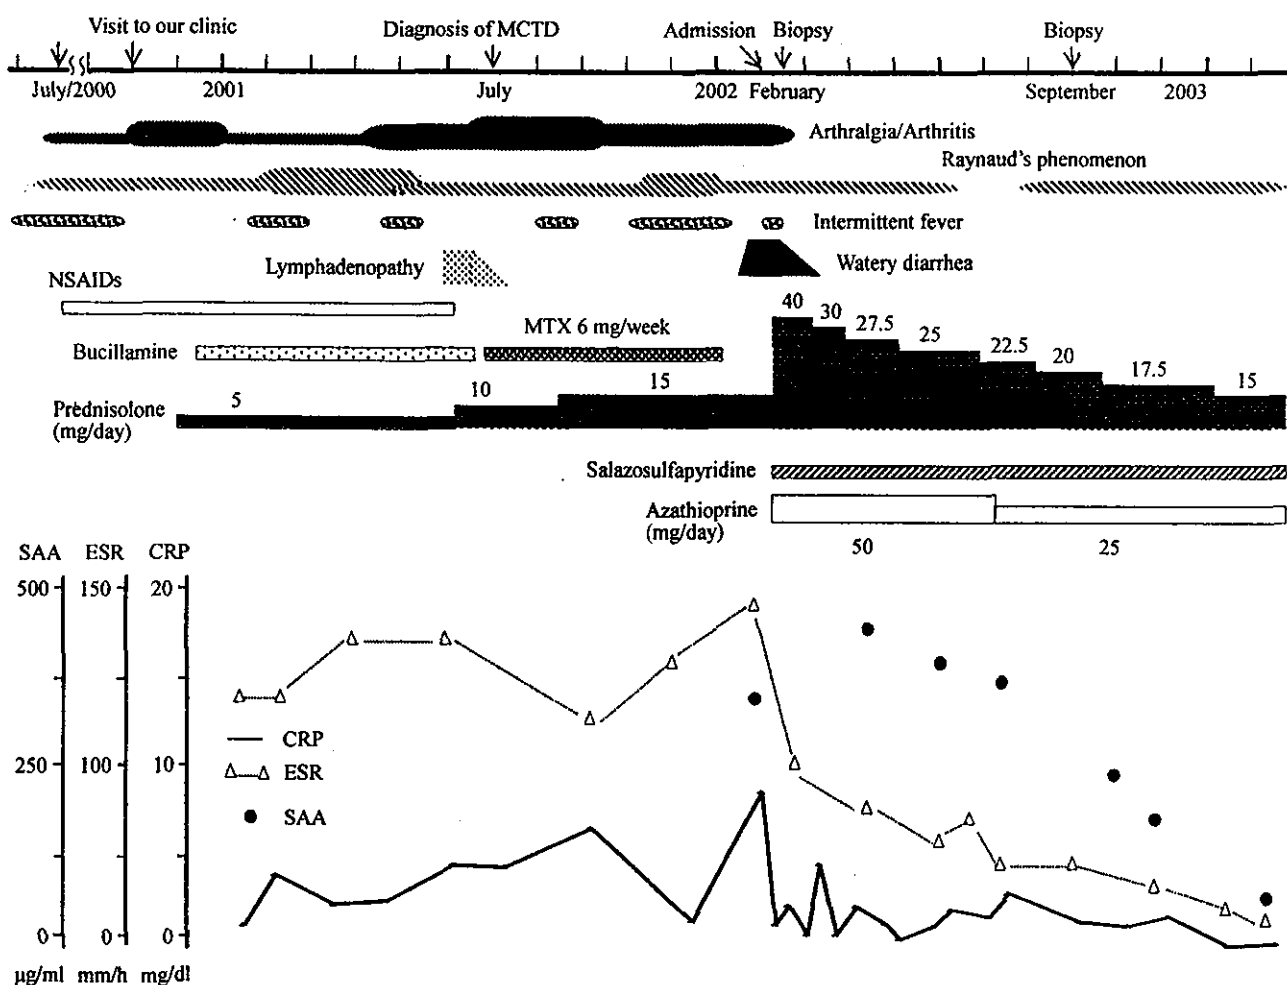 Visit to our clinic
Diagnosis of MCTD
Admission
Biopsy
Biopsy
July/2000
2001
July
2002
February
September
2003
Arthralgia/Arthritis
Raynaud's phenomenon
Intermittent fever
Lymphadenopathy
Watery diarrhea
NSAIDs
40
30
27.5
25
22.5
20
17.5
15
MTX 6 mg/week
Bucillamine
5
10
15
Prednisolone
(mg/day)
Salazosulfapyridine
Azathioprine
(mg/day)
50
25
SAA ESR CRP
500 150 20
CRP
250 100 10
ESR
SAA
0 0 0
µg/ml mm/h mg/dl